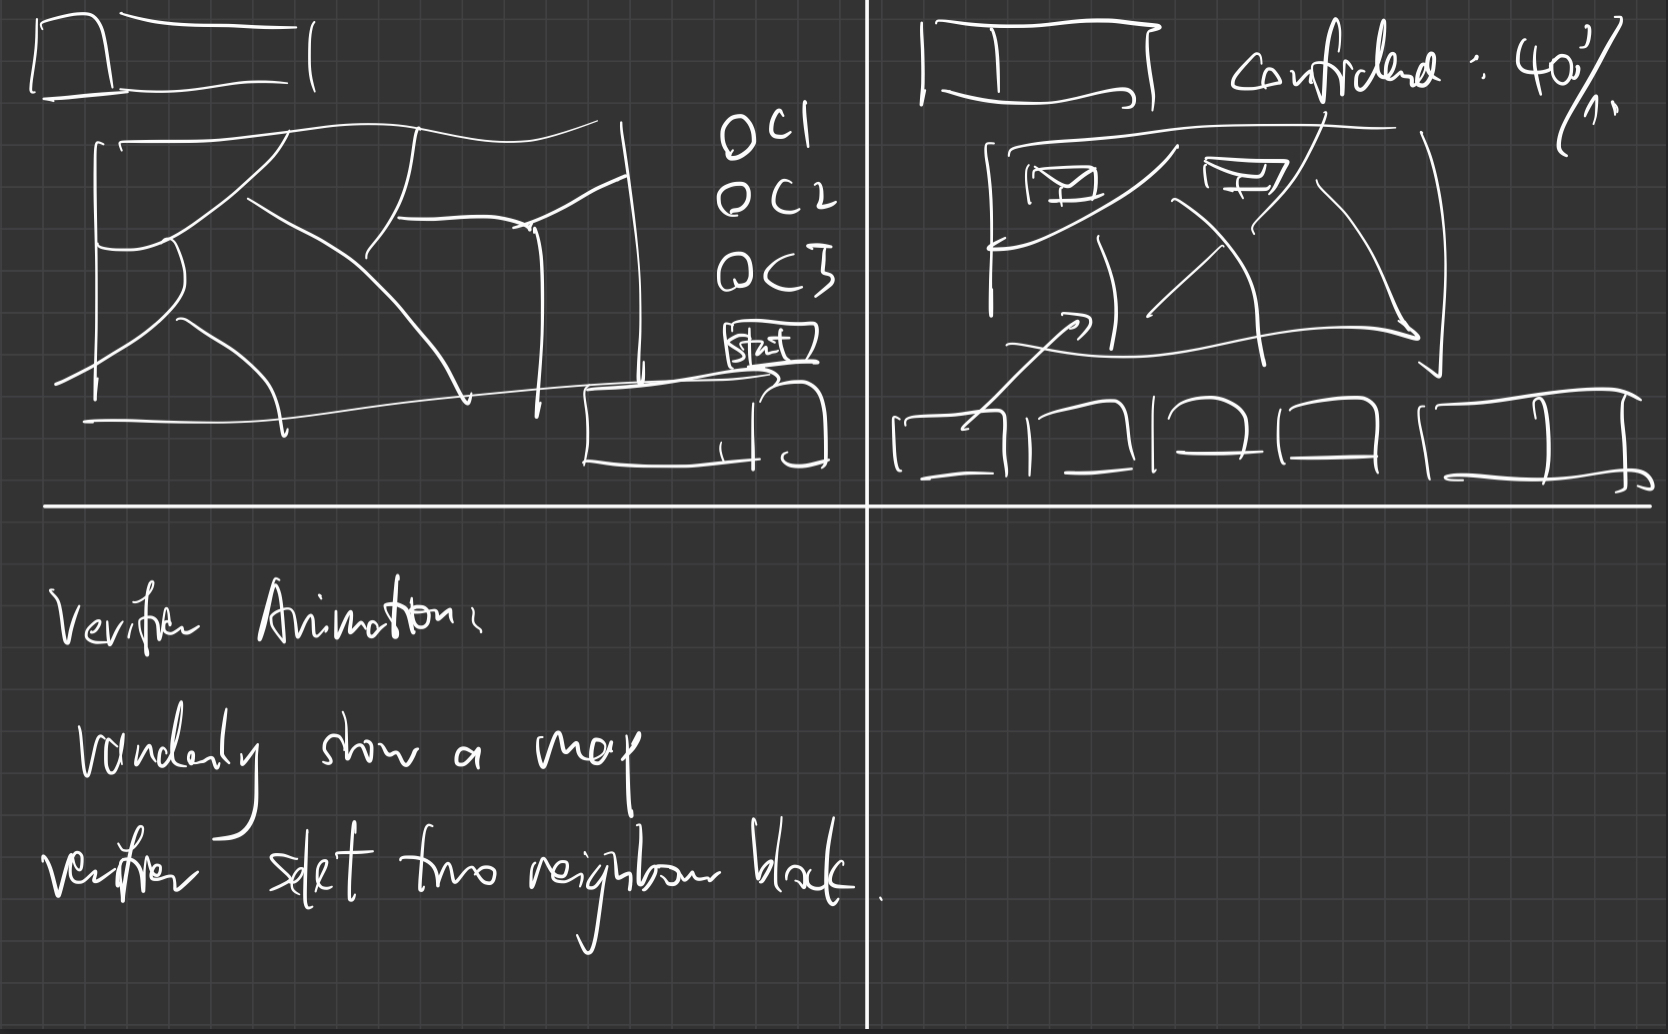 C1
C2
C3
start
confidence : 40%
Verifier Animation:
randomly show a map
verifier select two neighbour block.